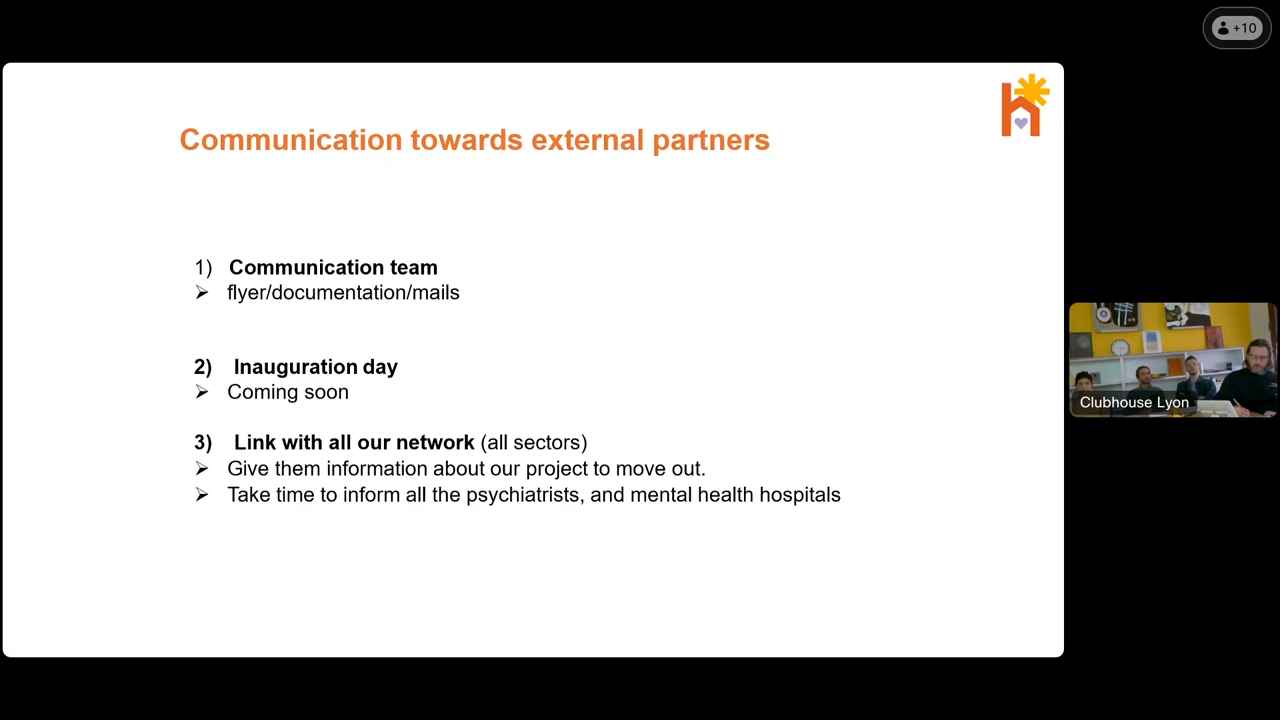 +10
Communication towards external partners
1) Communication team
➢ flyer/documentation/mails
2) Inauguration day
➢ Coming soon
3) Link with all our network (all sectors)
➢ Give them information about our project to move out.
➢ Take time to inform all the psychiatrists, and mental health hospitals
Clubhouse Lyon